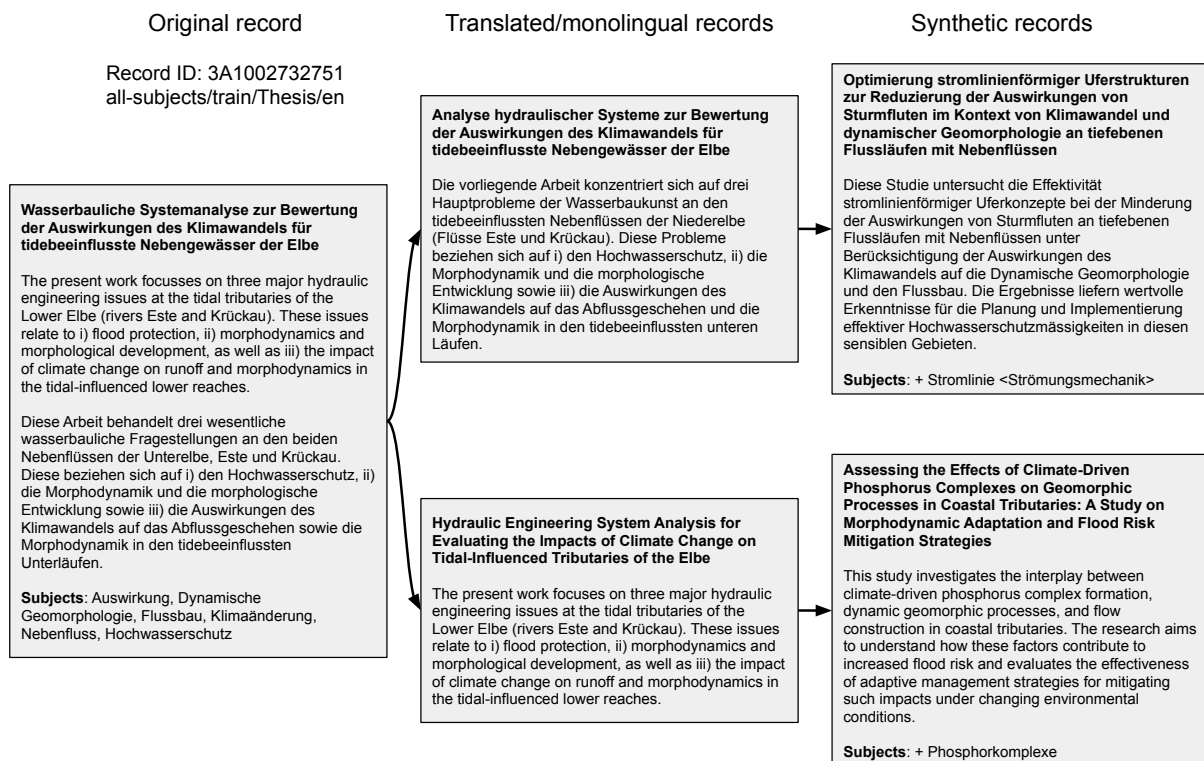 Original record
Translated/monolingual records
Synthetic records
Record ID: 3A1002732751
all-subjects/train/Thesis/en
Wasserbauliche Systemanalyse zur Bewertung
der Auswirkungen des Klimawandels für
tidebeeinflusste Nebengewässer der Elbe
The present work focusses on three major hydraulic
engineering issues at the tidal tributaries of the
Lower Elbe (rivers Este and Krückau). These issues
relate to i) flood protection, ii) morphodynamics and
morphological development, as well as iii) the impact
of climate change on runoff and morphodynamics in
the tidal-influenced lower reaches.
Diese Arbeit behandelt drei wesentliche
wasserbauliche Fragestellungen an den beiden
Nebenflüssen der Unterelbe, Este und Krückau.
Diese beziehen sich auf i) den Hochwasserschutz, ii)
die Morphodynamik und die morphologische
Entwicklung sowie iii) die Auswirkungen des
Klimawandels auf das Abflussgeschehen sowie die
Morphodynamik in den tidebeeinflussten
Unterläufen.
Subjects: Auswirkung, Dynamische
Geomorphologie, Flussbau, Klimaänderung,
Nebenfluss, Hochwasserschutz
Analyse hydraulischer Systeme zur Bewertung
der Auswirkungen des Klimawandels für
tidebeeinflusste Nebengewässer der Elbe
Die vorliegende Arbeit konzentriert sich auf drei
Hauptprobleme der Wasserbaukunst an den
tidebeeinflussten Nebenflüssen der Niederelbe
(Flüsse Este und Krückau). Diese Probleme
beziehen sich auf i) den Hochwasserschutz, ii) die
Morphodynamik und die morphologische
Entwicklung sowie iii) die Auswirkungen des
Klimawandels auf das Abflussgeschehen und die
Morphodynamik in den tidebeeinflussten unteren
Läufen.
Hydraulic Engineering System Analysis for
Evaluating the Impacts of Climate Change on
Tidal-Influenced Tributaries of the Elbe
The present work focuses on three major hydraulic
engineering issues at the tidal tributaries of the
Lower Elbe (rivers Este and Krückau). These issues
relate to i) flood protection, ii) morphodynamics and
morphological development, as well as iii) the impact
of climate change on runoff and morphodynamics in
the tidal-influenced lower reaches.
Optimierung stromlinienförmiger Uferstrukturen
zur Reduzierung der Auswirkungen von
Sturmfluten im Kontext von Klimawandel und
dynamischer Geomorphologie an tiefebenen
Flussläufen mit Nebenflüssen
Diese Studie untersucht die Effektivität
stromlinienförmiger Uferkonzepte bei der Minderung
der Auswirkungen von Sturmfluten an tiefebenen
Flussläufen mit Nebenflüssen unter
Berücksichtigung der Auswirkungen des
Klimawandels auf die Dynamische Geomorphologie
und den Flussbau. Die Ergebnisse liefern wertvolle
Erkenntnisse für die Planung und Implementierung
effektiver Hochwasserschutzmässigkeiten in diesen
sensiblen Gebieten.
Subjects: + Stromlinie <Strömungsmechanik>
Assessing the Effects of Climate-Driven
Phosphorus Complexes on Geomorphic
Processes in Coastal Tributaries: A Study on
Morphodynamic Adaptation and Flood Risk
Mitigation Strategies
This study investigates the interplay between
climate-driven phosphorus complex formation,
dynamic geomorphic processes, and flow
construction in coastal tributaries. The research aims
to understand how these factors contribute to
increased flood risk and evaluates the effectiveness
of adaptive management strategies for mitigating
such impacts under changing environmental
conditions.
Subjects: + Phosphorkomplexe